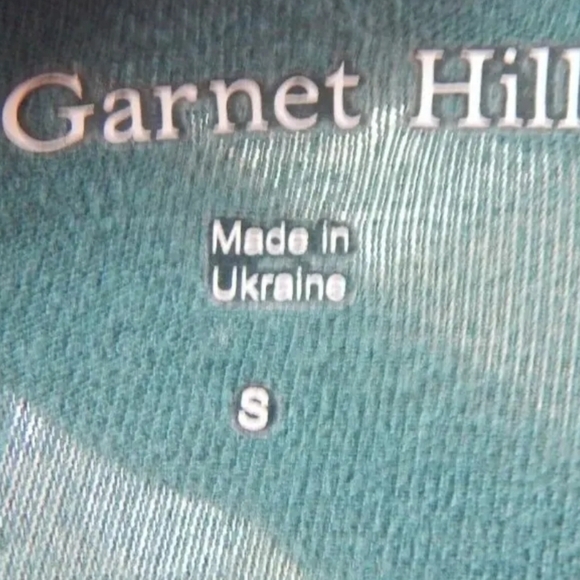 Garnet Hill
Made in
Ukraine
S